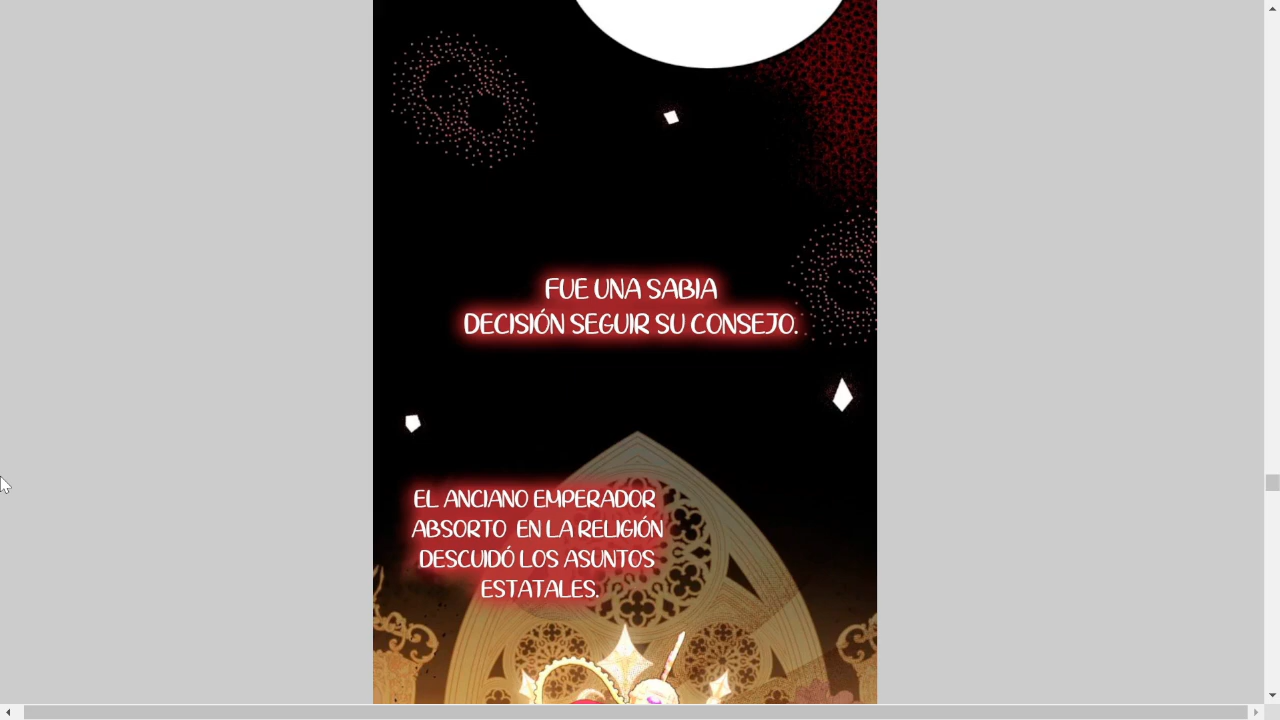 FUE UNA SABIA
DECISIÓN SEGUIR SU CONSEJO.
EL ANCIANO EMPERADOR
ABSORTO EN LA RELIGIÓN
DESCUIDÓ LOS ASUNTOS
ESTATALES.